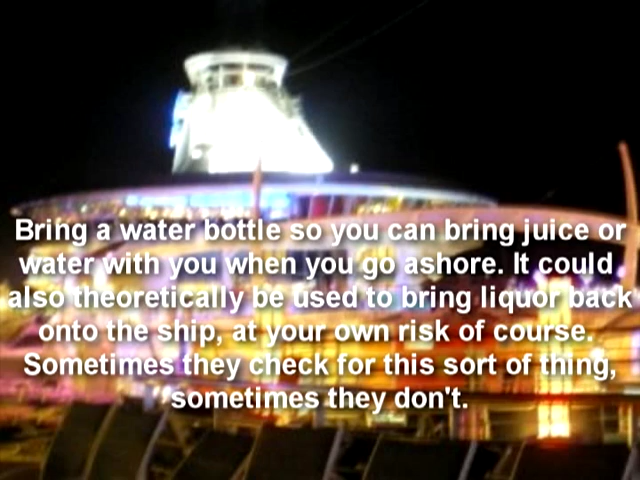 Bring a water bottle so you can bring juice or
water with you when you go ashore. It could
also theoretically be used to bring liquor back
onto the ship, at your own risk of course.
Sometimes they check for this sort of thing,
sometimes they don't.